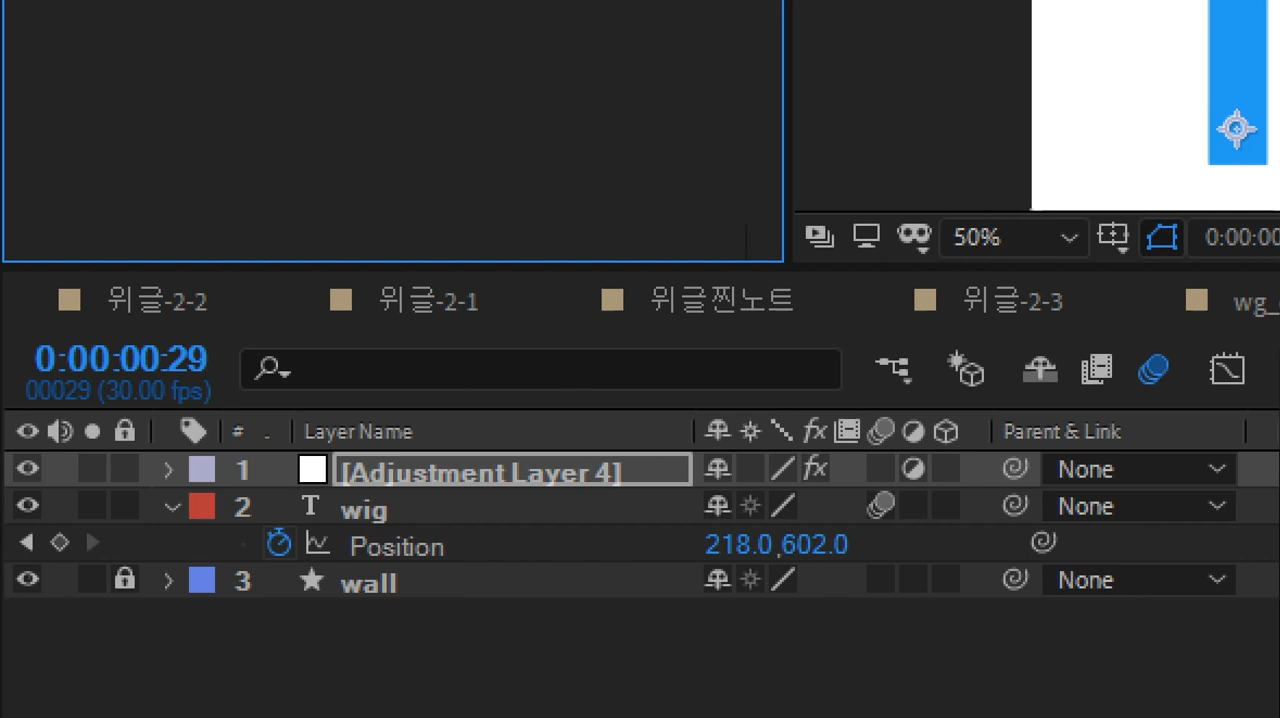 50% 0:00:00
위글-2-2 위글-2-1 위글찐노트 위글-2-3 wg_
0:00:00:29
00029 (30.00 fps)
# . Layer Name fx Parent & Link
1 [Adjustment Layer 4] fx None
2 T wig None
Position 218.0,602.0
3 wall None